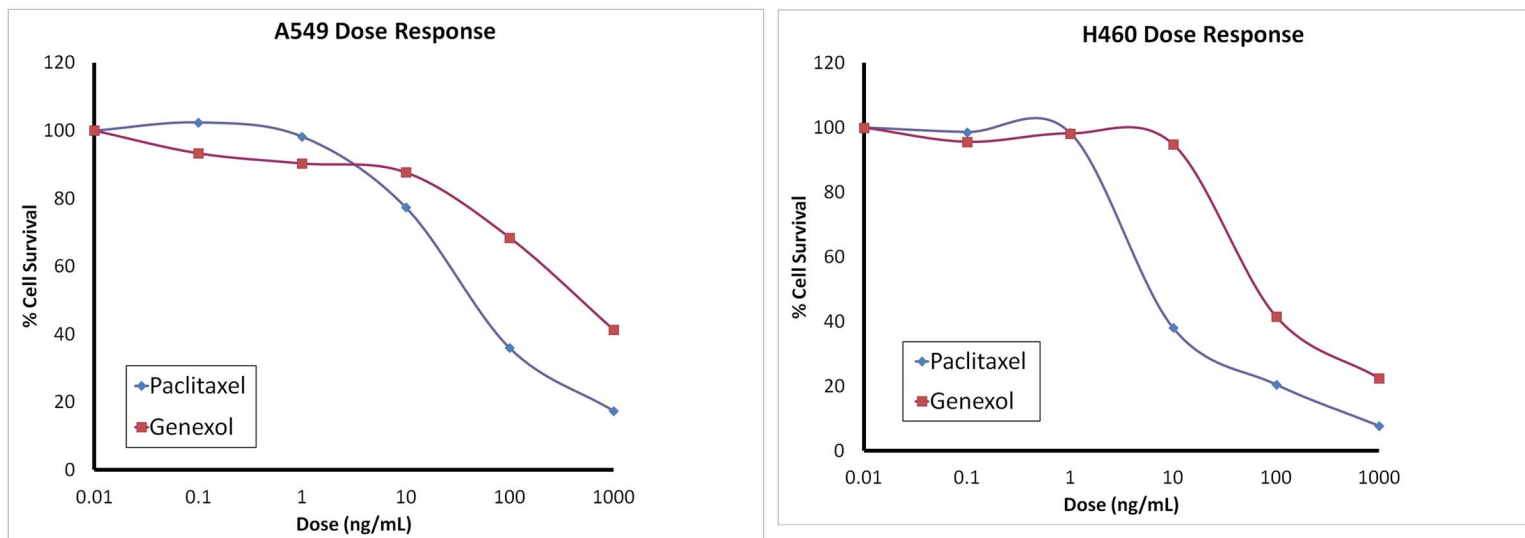 A549 Dose Response
120
100
80
60
40
20
0
% Cell Survival
Paclitaxel
Genexol
0.01 0.1 1 10 100 1000
Dose (ng/mL)
H460 Dose Response
120
100
80
60
40
20
0
% Cell Survival
Paclitaxel
Genexol
0.01 0.1 1 10 100 1000
Dose (ng/mL)